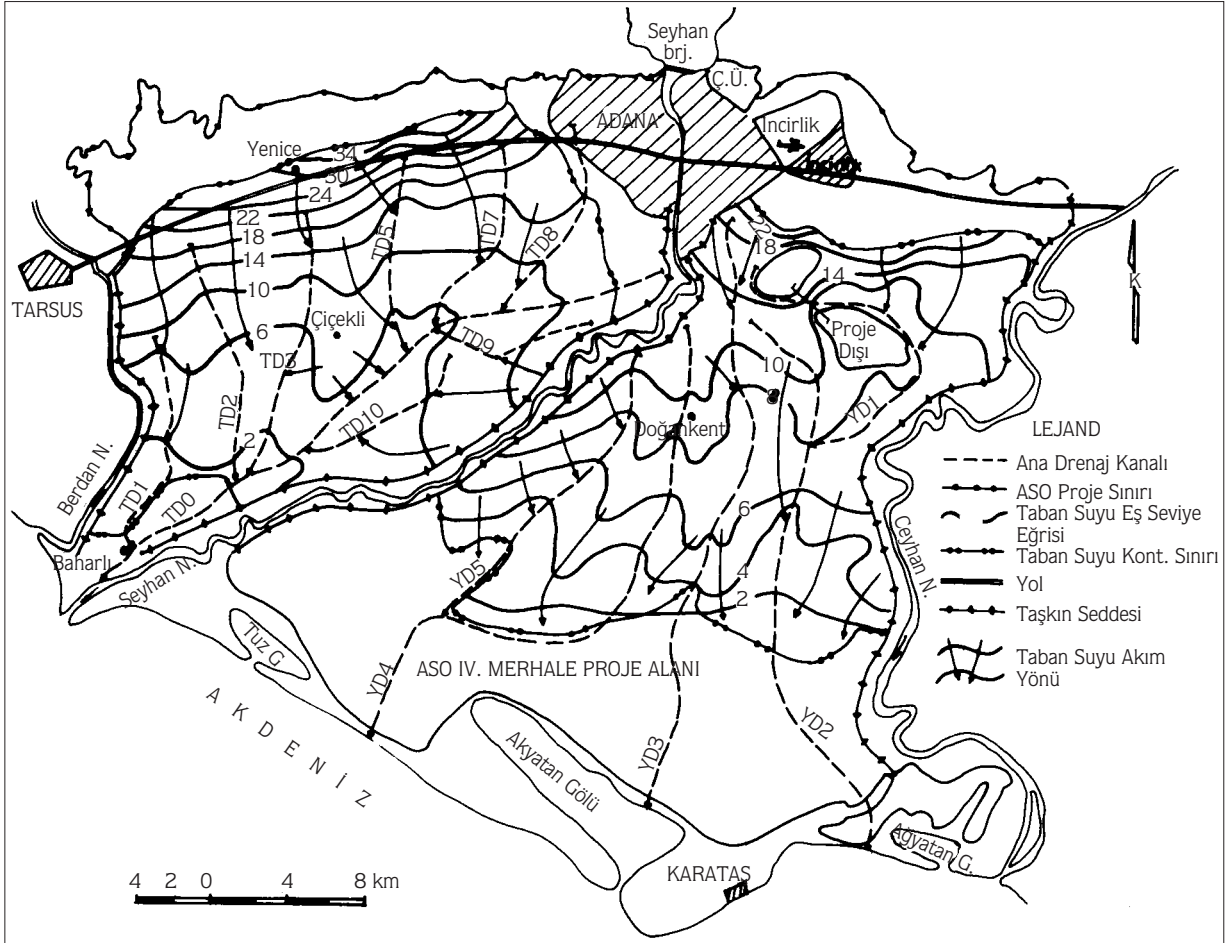 Seyhan
brj.
Ç.Ü.
ADANA
İncirlik
İncirlik
Yenice
34
30
24
22
18
14
10
6
2
TD5
TD7
TD8
22
18
14
K
TARSUS
Çiçekli
TD3
TD9
Proje
Dışı
10
TD2
TD10
Doğankent
YD1
LEJAND
Ana Drenaj Kanalı
ASO Proje Sınırı
Taban Suyu Eş Seviye
Eğrisi
Taban Suyu Kont. Sınırı
Yol
Taşkın Seddesi
Taban Suyu Akım
Yönü
Berdan N.
TD1
TD0
Baharlı
Seyhan N.
6
4
2
Ceyhan N.
YD5
Tuz G.
YD4
ASO IV. MERHALE PROJE ALANI
AKDENİZ
Akyatan Gölü
YD3
YD2
Ağyatan G.
KARATAŞ
4 2 0 4 8 km